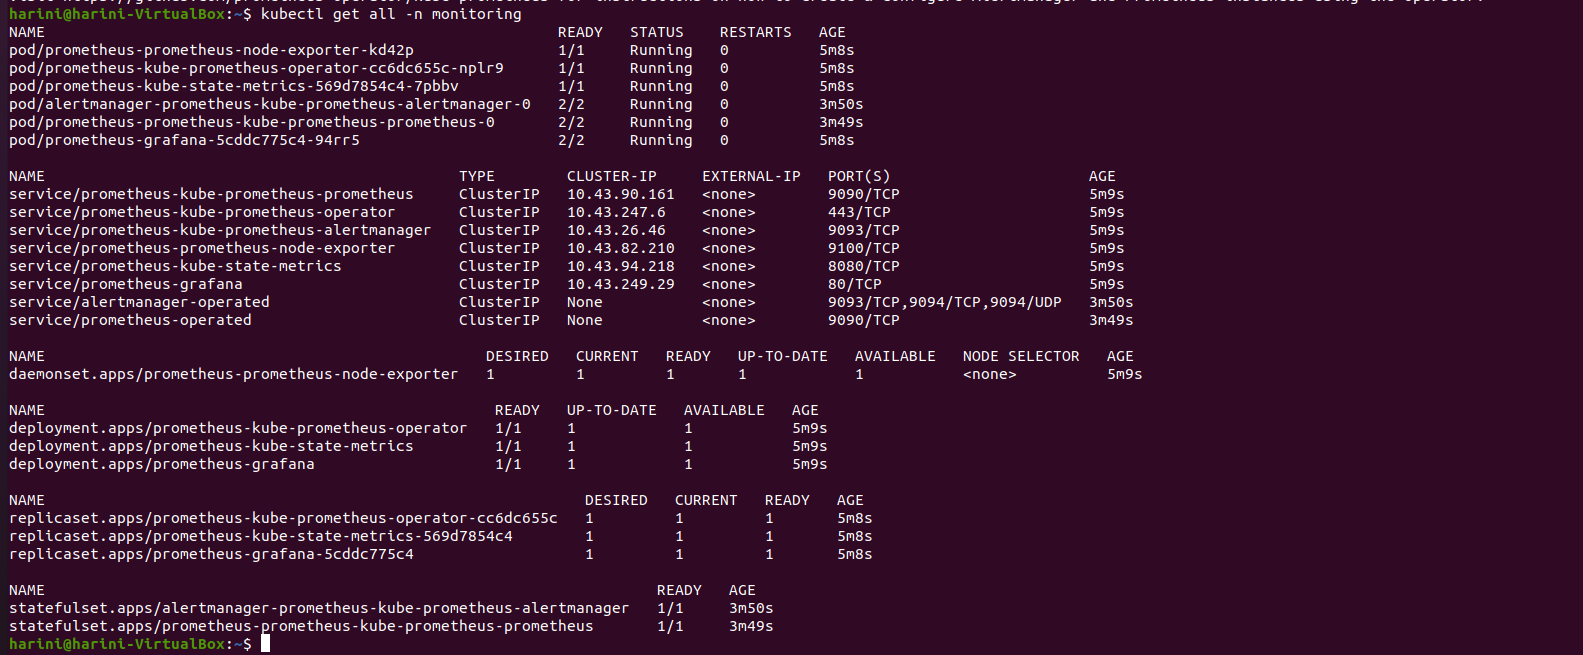 harini@harini-VirtualBox:~$ kubectl get all -n monitoring
NAME READY STATUS RESTARTS AGE
pod/prometheus-prometheus-node-exporter-kd42p 1/1 Running 0 5m8s
pod/prometheus-kube-prometheus-operator-cc6dc655c-nplr9 1/1 Running 0 5m8s
pod/prometheus-kube-state-metrics-569d7854c4-7pbbv 1/1 Running 0 5m8s
pod/alertmanager-prometheus-kube-prometheus-alertmanager-0 2/2 Running 0 3m50s
pod/prometheus-prometheus-kube-prometheus-prometheus-0 2/2 Running 0 3m49s
pod/prometheus-grafana-5cddc775c4-94rr5 2/2 Running 0 5m8s
NAME TYPE CLUSTER-IP EXTERNAL-IP PORT(S) AGE
service/prometheus-kube-prometheus-prometheus ClusterIP 10.43.90.161 <none> 9090/TCP 5m9s
service/prometheus-kube-prometheus-operator ClusterIP 10.43.247.6 <none> 443/TCP 5m9s
service/prometheus-kube-prometheus-alertmanager ClusterIP 10.43.26.46 <none> 9093/TCP 5m9s
service/prometheus-prometheus-node-exporter ClusterIP 10.43.82.210 <none> 9100/TCP 5m9s
service/prometheus-kube-state-metrics ClusterIP 10.43.94.218 <none> 8080/TCP 5m9s
service/prometheus-grafana ClusterIP 10.43.249.29 <none> 80/TCP 5m9s
service/alertmanager-operated ClusterIP None <none> 9093/TCP,9094/TCP,9094/UDP 3m50s
service/prometheus-operated ClusterIP None <none> 9090/TCP 3m49s
NAME DESIRED CURRENT READY UP-TO-DATE AVAILABLE NODE SELECTOR AGE
daemonset.apps/prometheus-prometheus-node-exporter 1 1 1 1 1 <none> 5m9s
NAME READY UP-TO-DATE AVAILABLE AGE
deployment.apps/prometheus-kube-prometheus-operator 1/1 1 1 5m9s
deployment.apps/prometheus-kube-state-metrics 1/1 1 1 5m9s
deployment.apps/prometheus-grafana 1/1 1 1 5m9s
NAME DESIRED CURRENT READY AGE
replicaset.apps/prometheus-kube-prometheus-operator-cc6dc655c 1 1 1 5m8s
replicaset.apps/prometheus-kube-state-metrics-569d7854c4 1 1 1 5m8s
replicaset.apps/prometheus-grafana-5cddc775c4 1 1 1 5m8s
NAME READY AGE
statefulset.apps/alertmanager-prometheus-kube-prometheus-alertmanager 1/1 3m50s
statefulset.apps/prometheus-prometheus-kube-prometheus-prometheus 1/1 3m49s
harini@harini-VirtualBox:~$